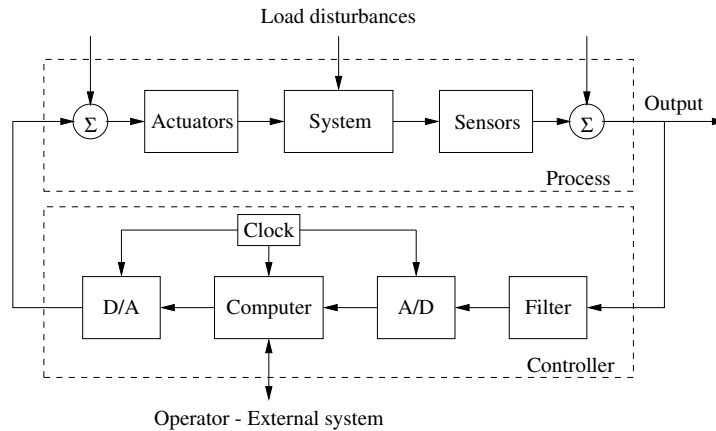 Load disturbances
Output
Σ
Actuators
System
Sensors
Σ
Process
Clock
D/A
Computer
A/D
Filter
Controller
Operator - External system